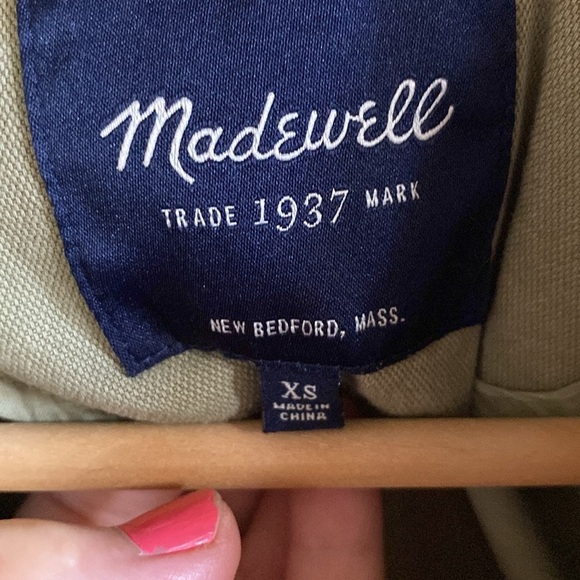 Madewell
TRADE 1937 MARK
NEW BEDFORD, MASS.
XS
MADE IN
CHINA